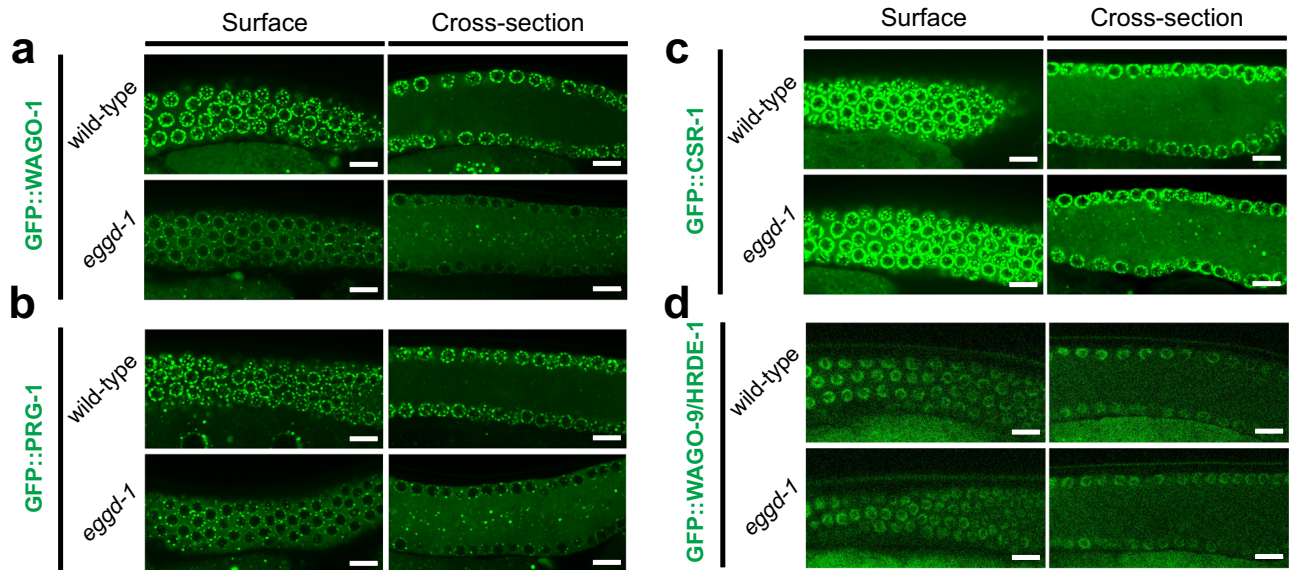 Surface
Cross-section
a
GFP::WAGO-1
wild-type
eggd-1
b
GFP::PRG-1
wild-type
eggd-1
Surface
Cross-section
c
GFP::CSR-1
wild-type
eggd-1
d
GFP::WAGO-9/HRDE-1
wild-type
eggd-1